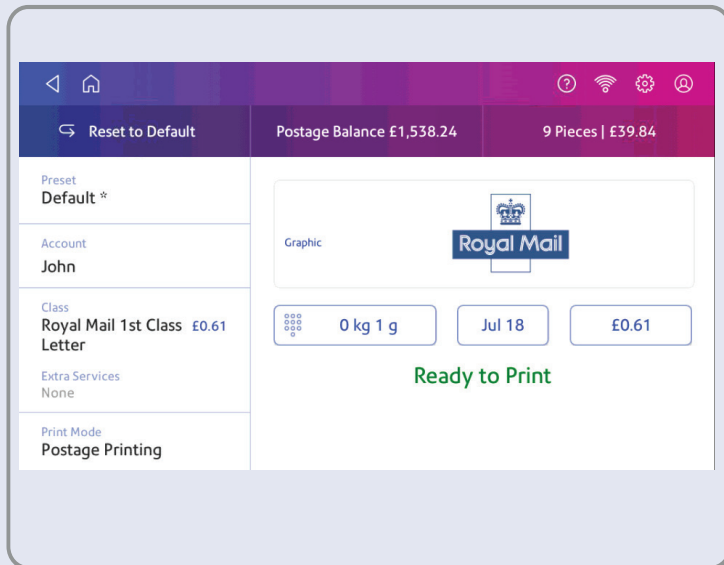 Reset to Default
Postage Balance £1,538.24
9 Pieces | £39.84
Preset
Default *
Account
John
Class
Royal Mail 1st Class £0.61
Letter
Extra Services
None
Print Mode
Postage Printing
Graphic
Royal Mail
0 kg 1 g
Jul 18
£0.61
Ready to Print